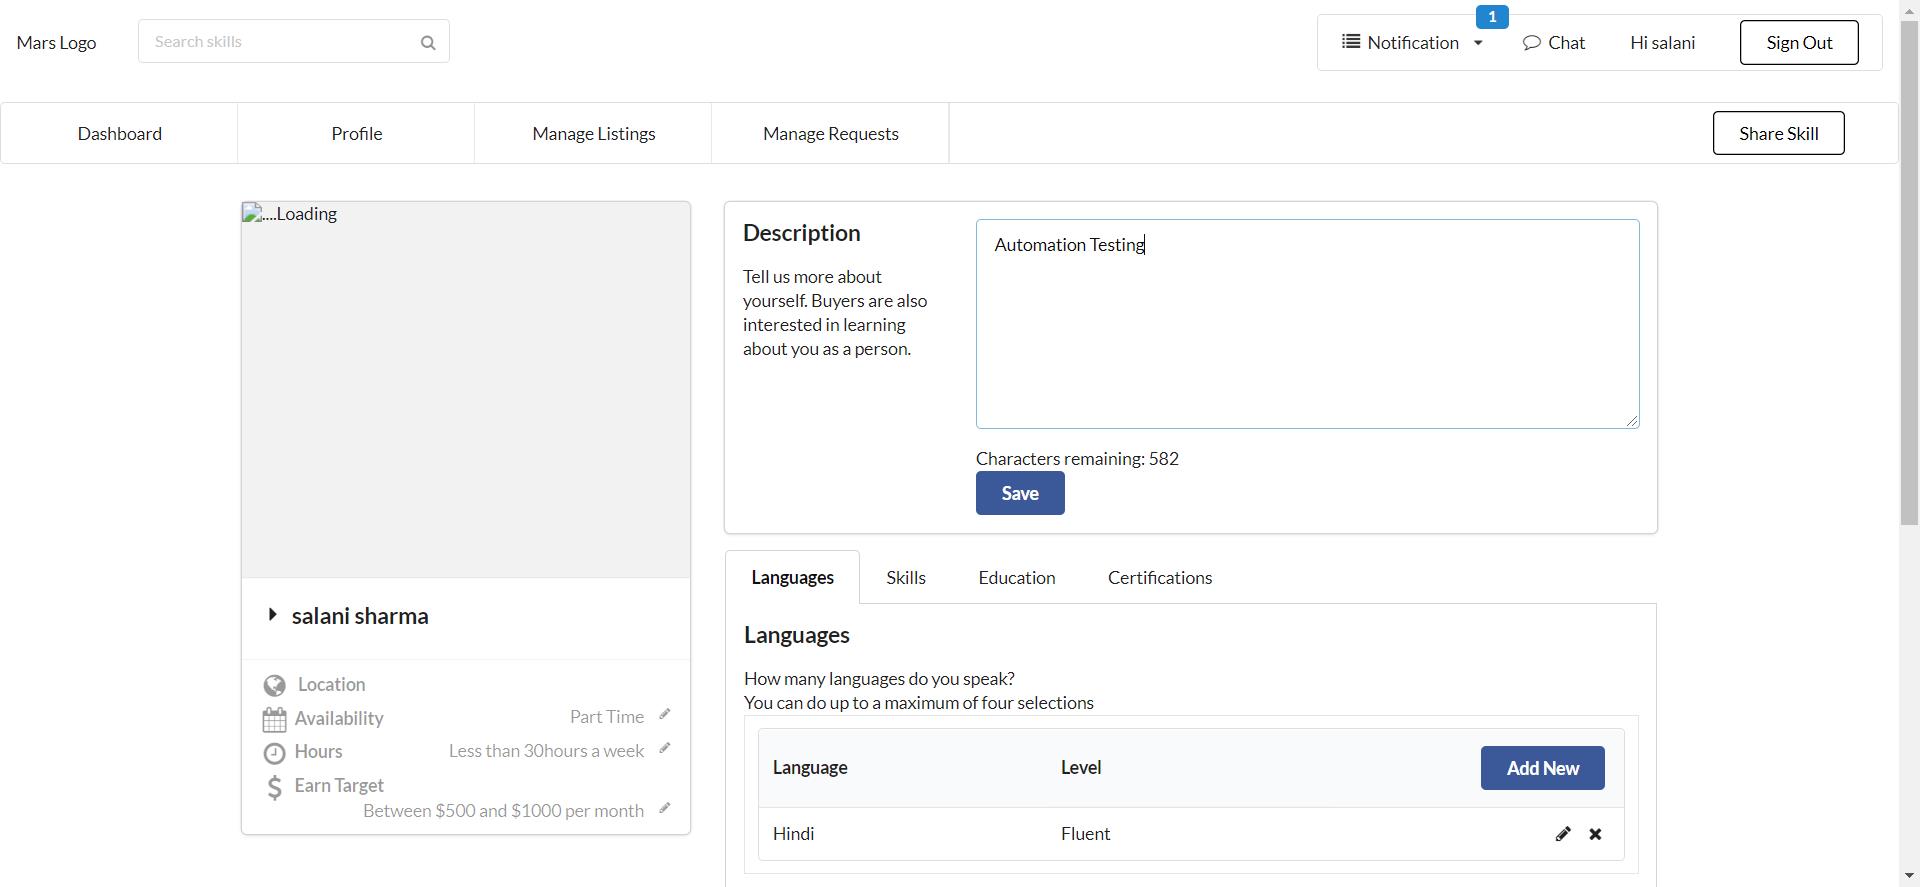 Mars Logo
Search skills
1
Notification
Chat
Hi salani
Sign Out
Dashboard
Profile
Manage Listings
Manage Requests
Share Skill
....Loading
salani sharma
Location
Availability
Part Time
Hours
Less than 30hours a week
Earn Target
Between $500 and $1000 per month
Description
Tell us more about
yourself. Buyers are also
interested in learning
about you as a person.
Automation Testing
Characters remaining: 582
Save
Languages
Skills
Education
Certifications
Languages
How many languages do you speak?
You can do up to a maximum of four selections
Language
Level
Add New
Hindi
Fluent